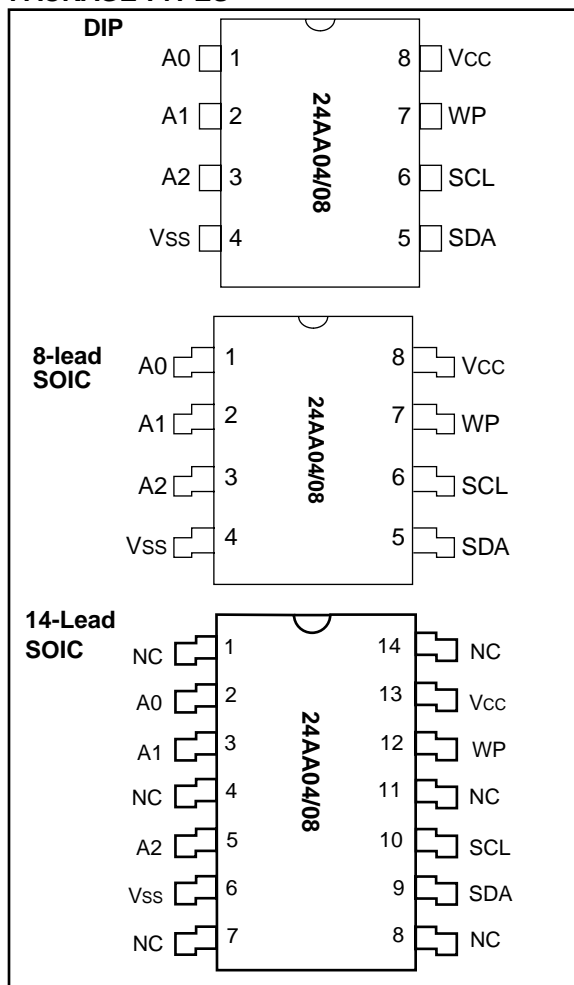 PACKAGE TYPES
DIP
A0 1 8 VCC
A1 2 7 WP
24AA04/08
A2 3 6 SCL
VSS 4 5 SDA
8-lead
SOIC
A0 1 8 VCC
A1 2 7 WP
24AA04/08
A2 3 6 SCL
VSS 4 5 SDA
14-Lead
SOIC
NC 1 14 NC
A0 2 13 VCC
A1 3 12 WP
24AA04/08
NC 4 11 NC
A2 5 10 SCL
VSS 6 9 SDA
NC 7 8 NC